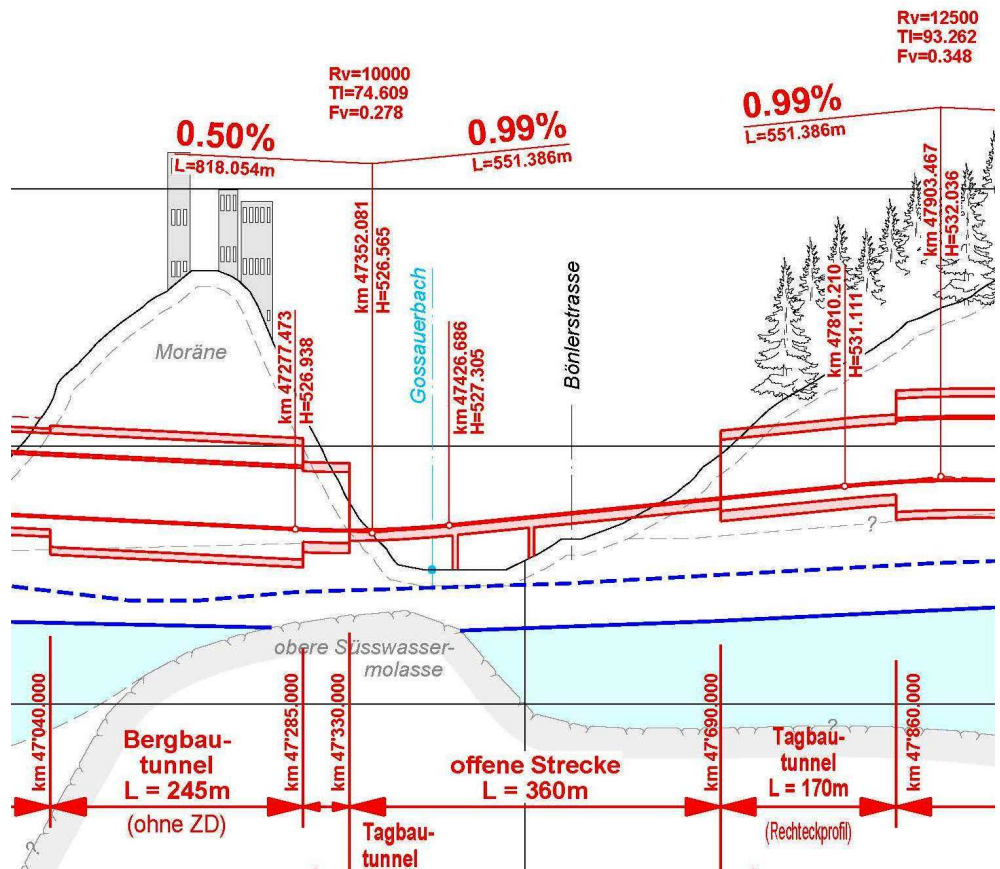 Rv=12500
Tl=93.262
Fv=0.348
Rv=10000
Tl=74.609
Fv=0.278
0.50%
L=818.054m
0.99%
L=551.386m
0.99%
L=551.386m
km 47277.473
H=526.938
km 47352.081
H=526.565
Gossauerbach
km 47426.686
H=527.305
Bönlerstrasse
km 47810.210
H=531.111
km 47903.467
H=532.036
Moräne
?
obere Süsswasser-
molasse
?
?
km 47'040.000
km 47'285.000
km 47'330.000
km 47'690.000
km 47'860.000
Bergbau-
tunnel
L = 245m
(ohne ZD)
Tagbau-
tunnel
offene Strecke
L = 360m
Tagbau-
tunnel
L = 170m
(Rechteckprofil)